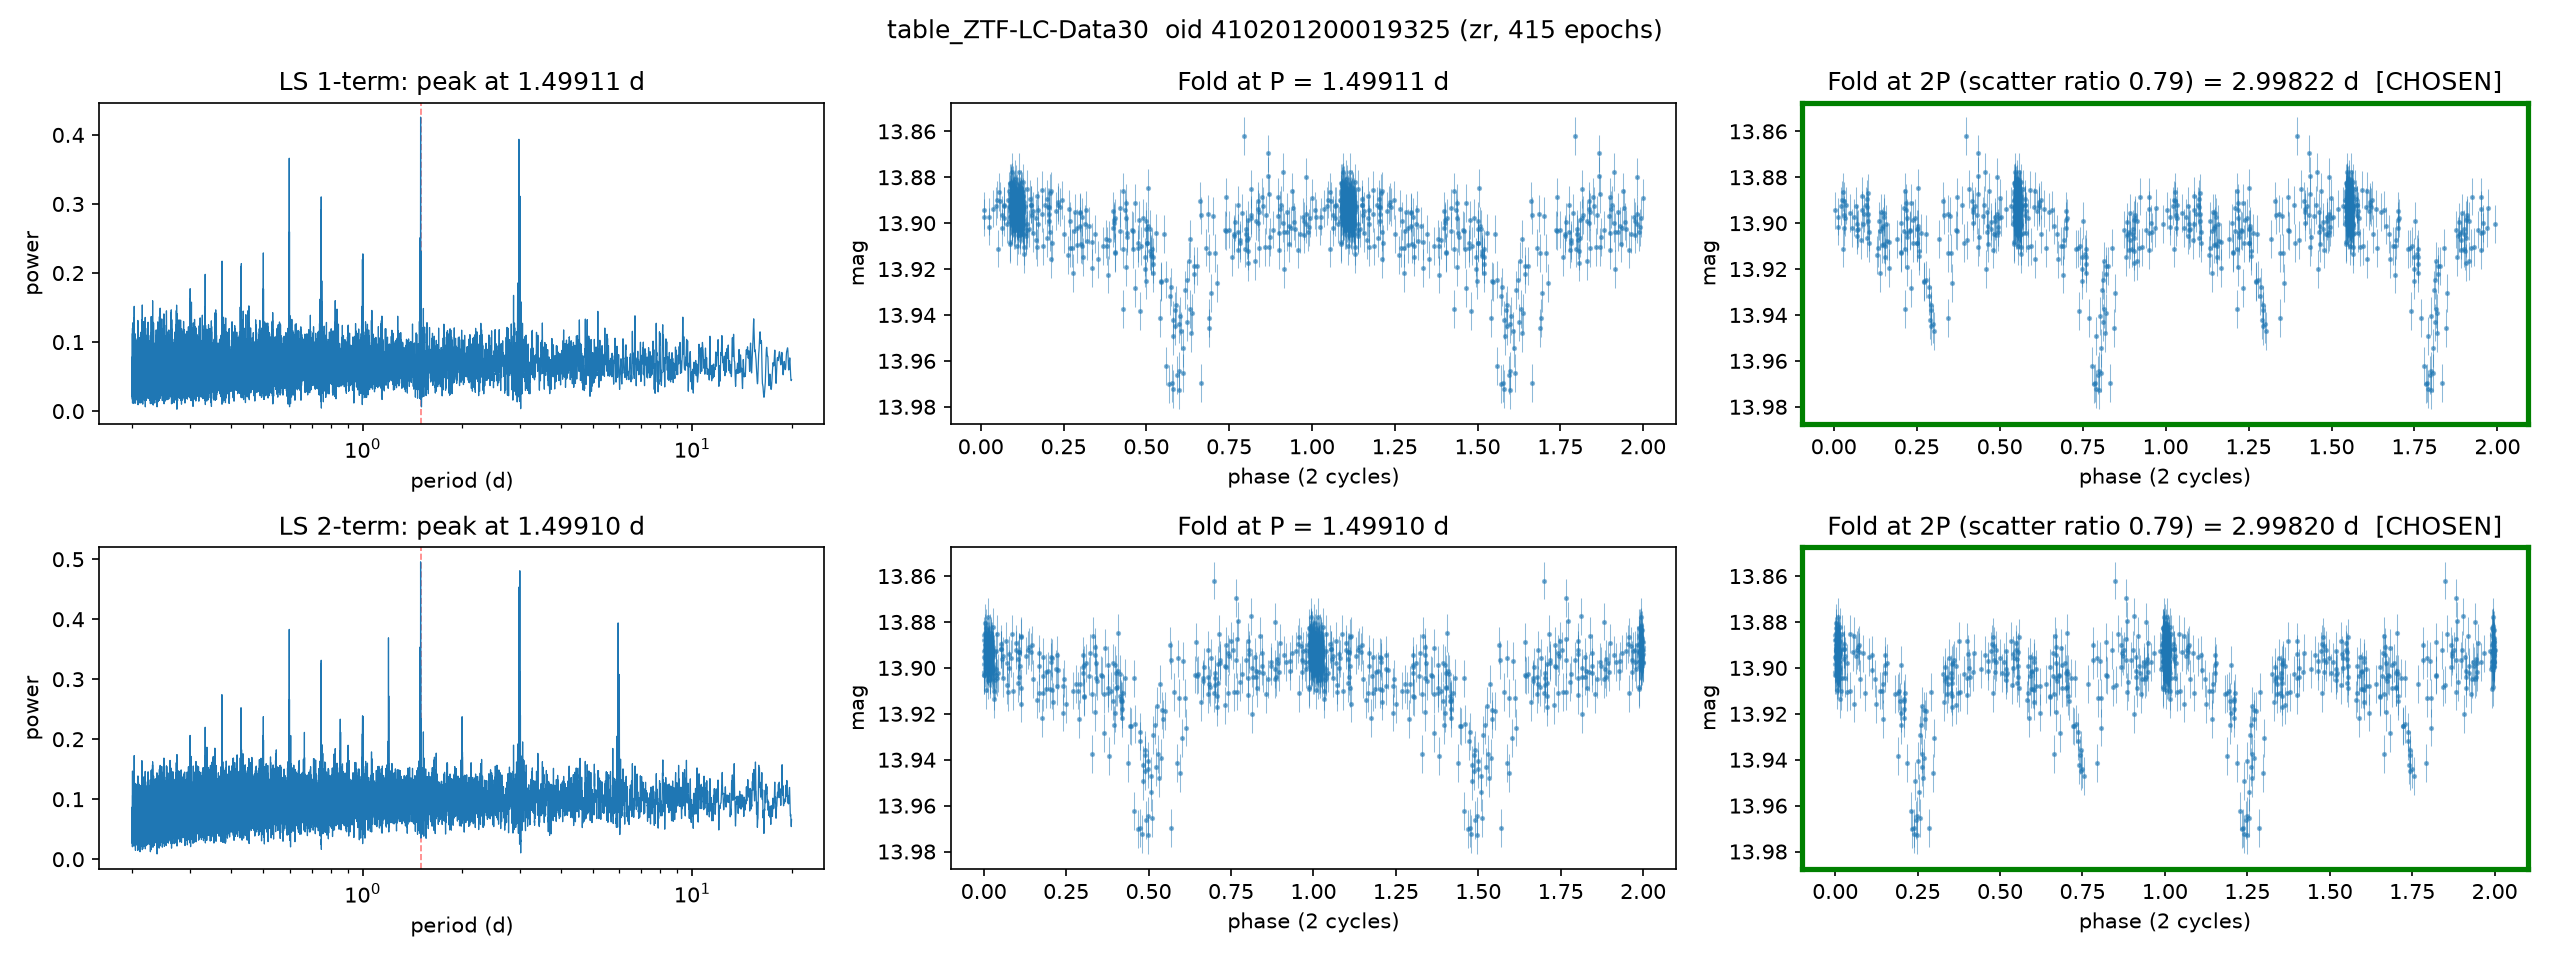 table_ZTF-LC-Data30  oid 410201200019325 (zr, 415 epochs)
LS 1-term: peak at 1.49911 d
power
0.4
0.3
0.2
0.1
0.0
10⁰
10¹
period (d)
Fold at P = 1.49911 d
mag
13.86
13.88
13.90
13.92
13.94
13.96
13.98
0.00 0.25 0.50 0.75 1.00 1.25 1.50 1.75 2.00
phase (2 cycles)
Fold at 2P (scatter ratio 0.79) = 2.99822 d  [CHOSEN]
mag
13.86
13.88
13.90
13.92
13.94
13.96
13.98
0.00 0.25 0.50 0.75 1.00 1.25 1.50 1.75 2.00
phase (2 cycles)
LS 2-term: peak at 1.49910 d
power
0.5
0.4
0.3
0.2
0.1
0.0
10⁰
10¹
period (d)
Fold at P = 1.49910 d
mag
13.86
13.88
13.90
13.92
13.94
13.96
13.98
0.00 0.25 0.50 0.75 1.00 1.25 1.50 1.75 2.00
phase (2 cycles)
Fold at 2P (scatter ratio 0.79) = 2.99820 d  [CHOSEN]
mag
13.86
13.88
13.90
13.92
13.94
13.96
13.98
0.00 0.25 0.50 0.75 1.00 1.25 1.50 1.75 2.00
phase (2 cycles)